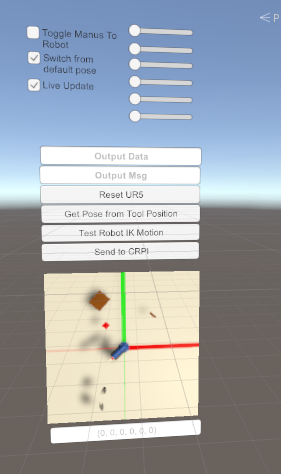 Toggle Manus To
Robot
Switch from
default pose
Live Update
P
Output Data
Output Msg
Reset UR5
Get Pose from Tool Position
Test Robot IK Motion
Send to CRPI
(0, 0, 0, 0, 0, 0)